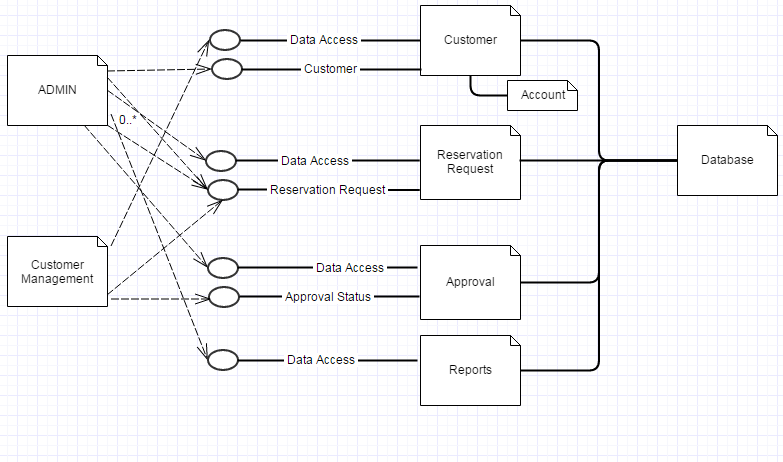 Data Access
Customer
Customer
ADMIN
Account
0..*
Data Access
Reservation
Request
Database
Reservation Request
Customer
Management
Data Access
Approval
Approval Status
Data Access
Reports